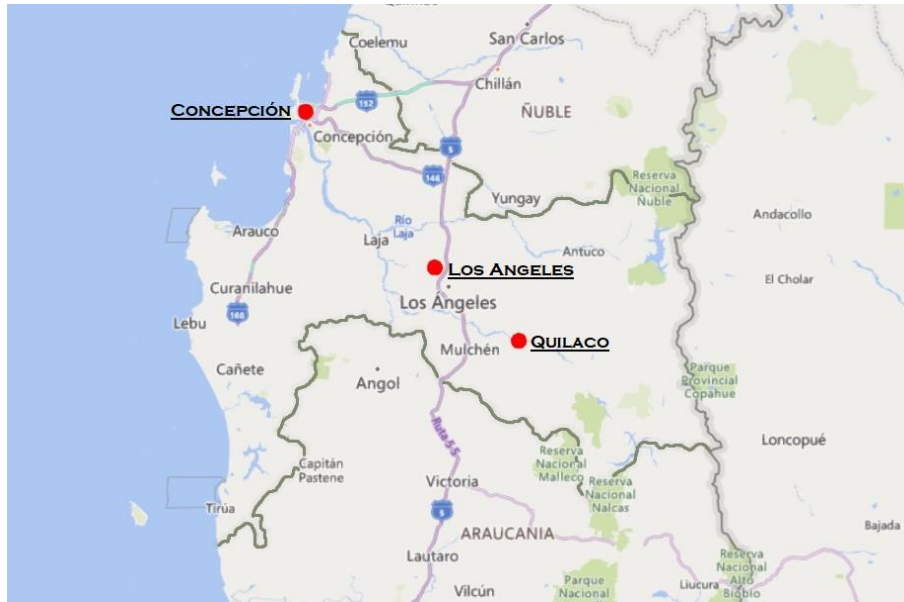 Coelemu
San Carlos
Chillán
CONCEPCIÓN
152
ÑUBLE
Concepción
5
146
Yungay
Reserva
Nacional
Ñuble
Andacollo
Arauco
Río
Laja
Laja
Antuco
LOS ANGELES
El Cholar
Curanilahue
Los Ángeles
160
Lebu
Mulchén
QUILACO
Cañete
Angol
Parque
Provincial
Copahue
Ruta 5 S
Loncopué
Capitán
Pastene
Reserva
Nacional
Malleco
Reserva
Nacional
Nalcas
Victoria
Tirúa
5
Bajada
ARAUCANIA
Lautaro
Reserva
Nacional
Alto
Biobío
Vilcún
Parque
Nacional
Liucura